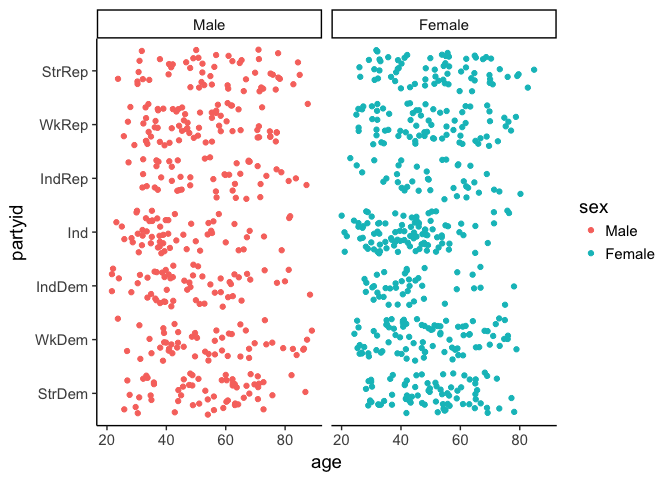 Male Female
StrRep
WkRep
IndRep
Ind
IndDem
WkDem
StrDem
partyid
20 40 60 80 20 40 60 80
age
sex
Male
Female